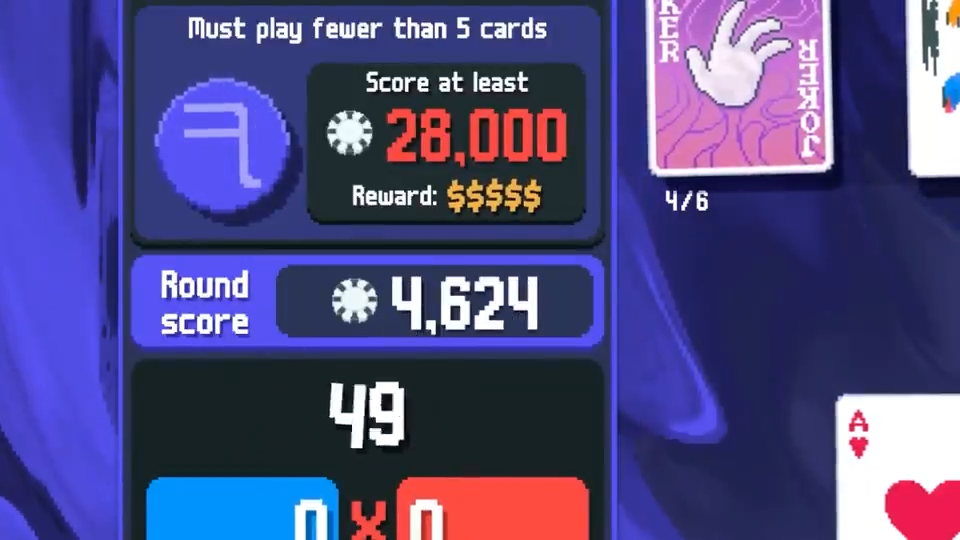 Must play fewer than 5 cards
Score at least
28,000
Reward: $$$$$
Round
score
4,624
49
0 X 0
JOKER
4/6
A